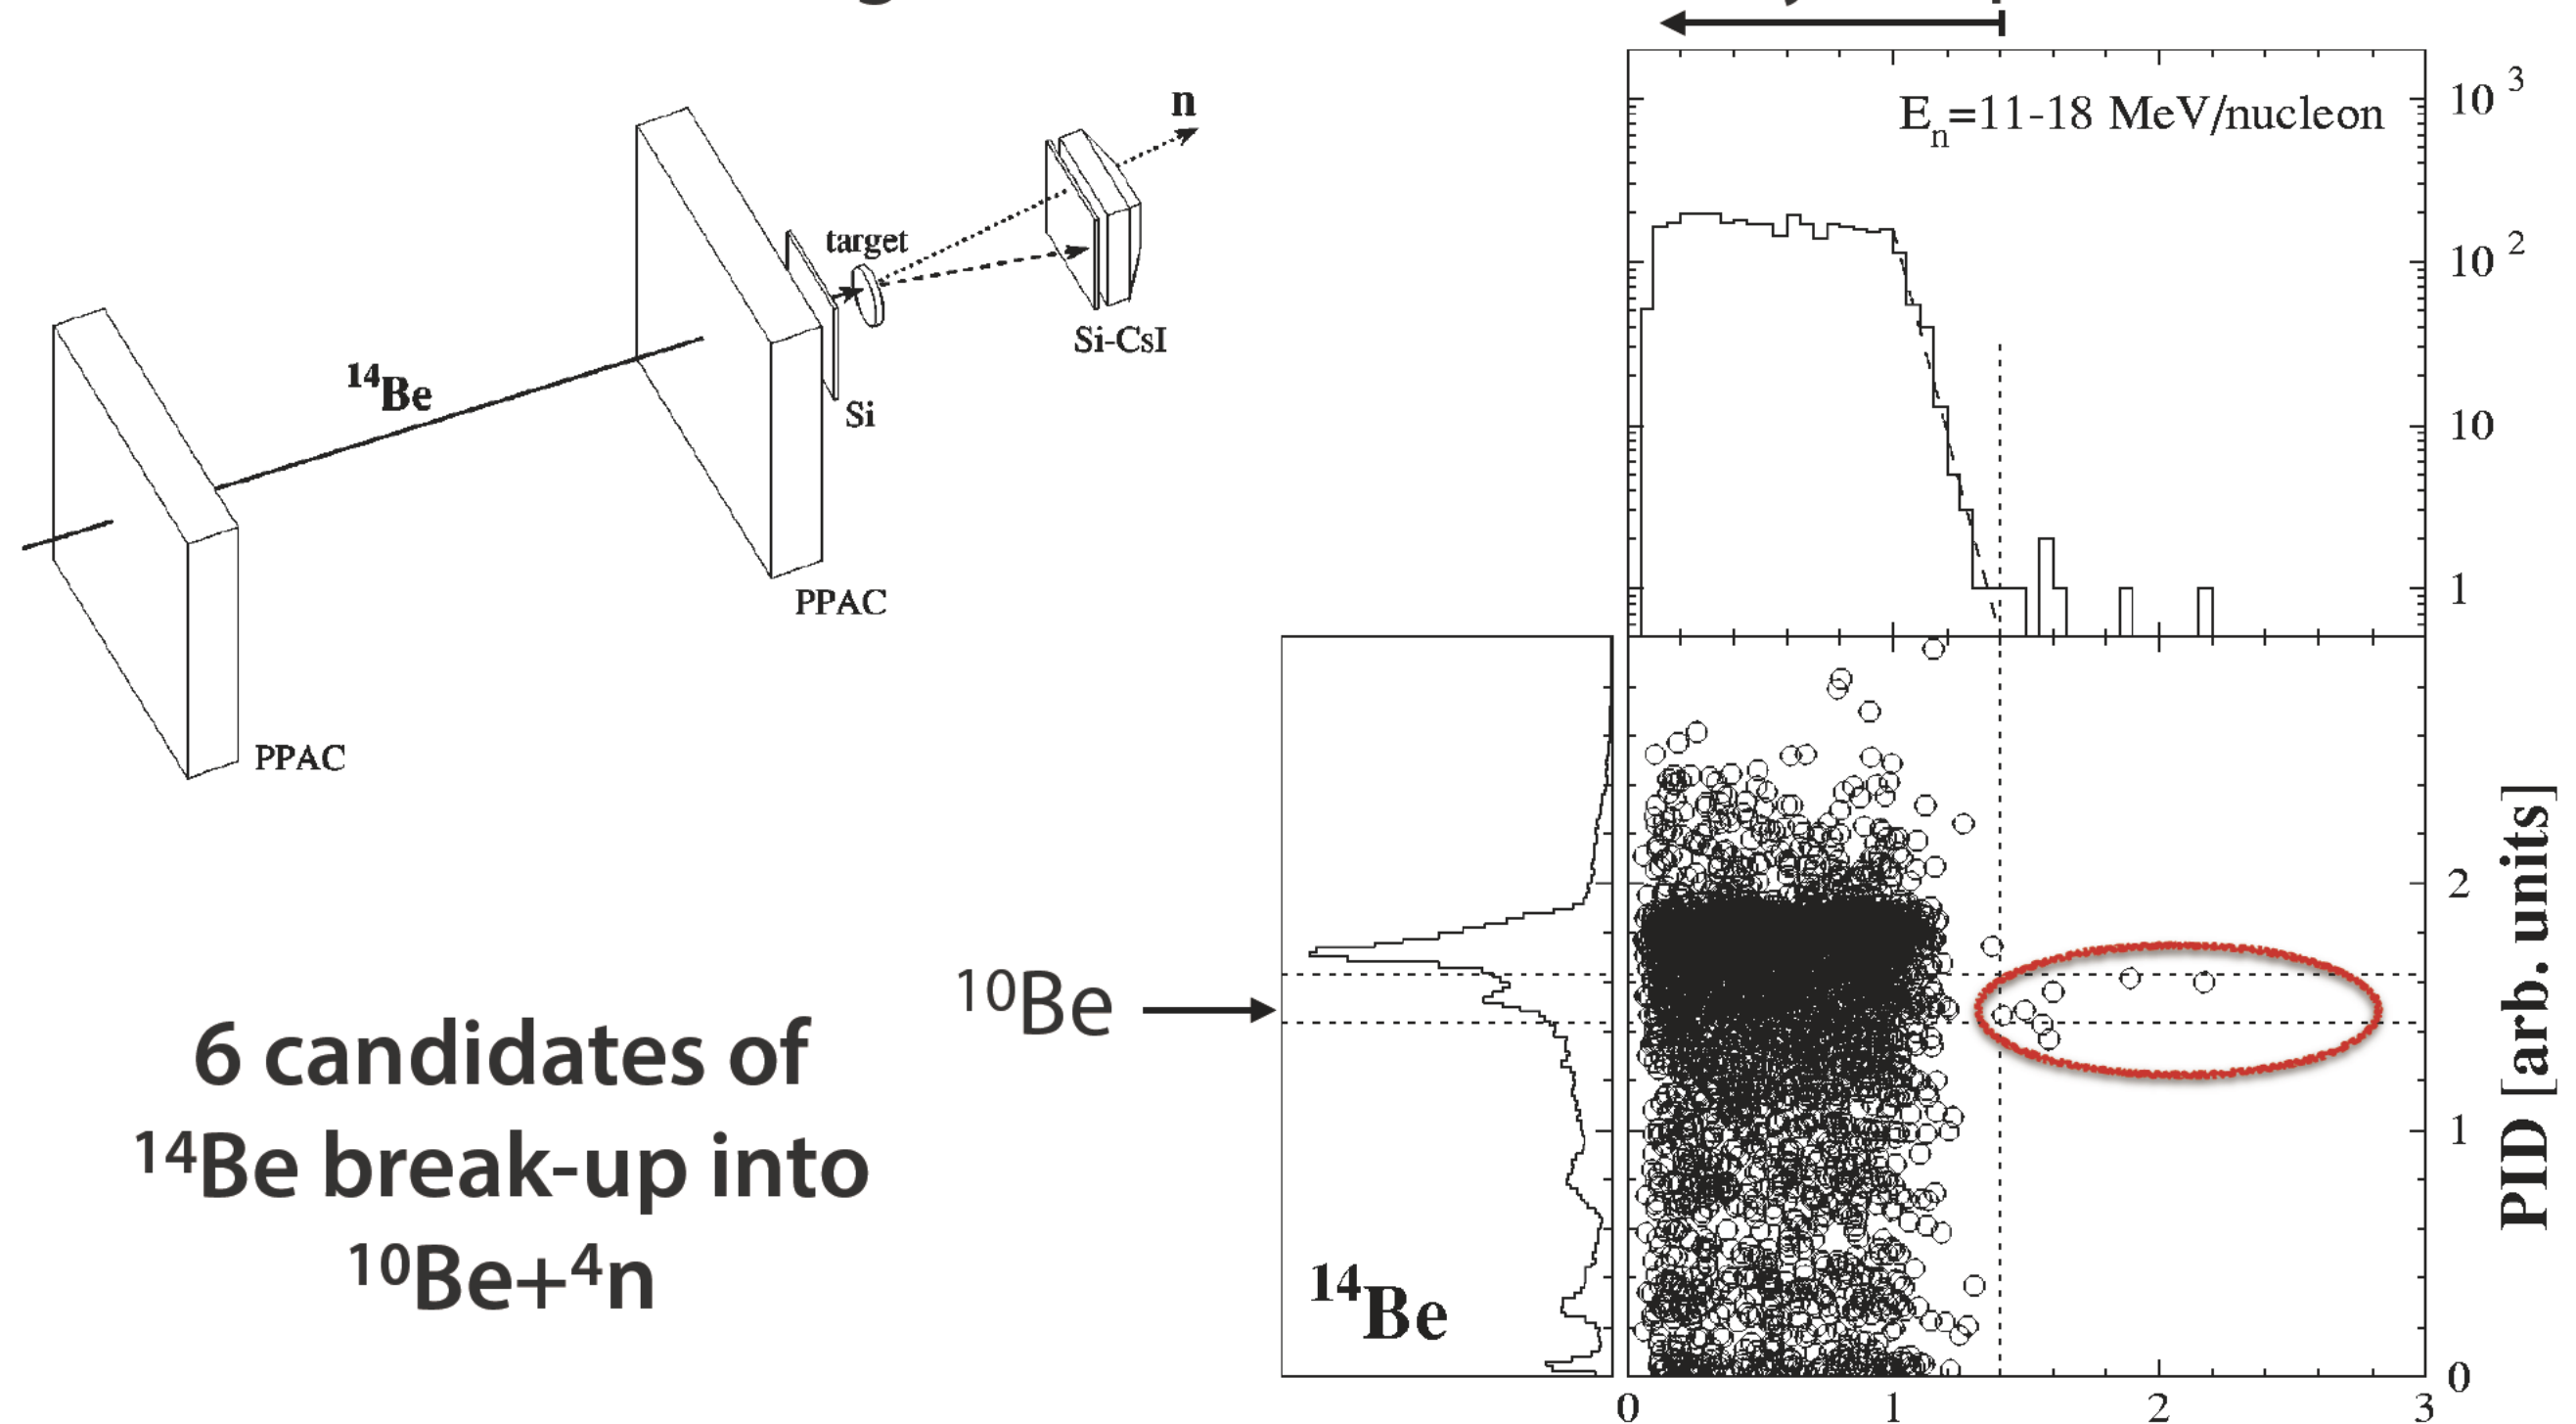 n
target
¹⁴Be
Si-CsI
Si
PPAC
PPAC
Eₙ=11-18 MeV/nucleon
10 ³
10 ²
10
1
¹⁰Be
6 candidates of
¹⁴Be break-up into
¹⁰Be+⁴n
¹⁴Be
2
1
0
PID [arb. units]
0 1 2 3